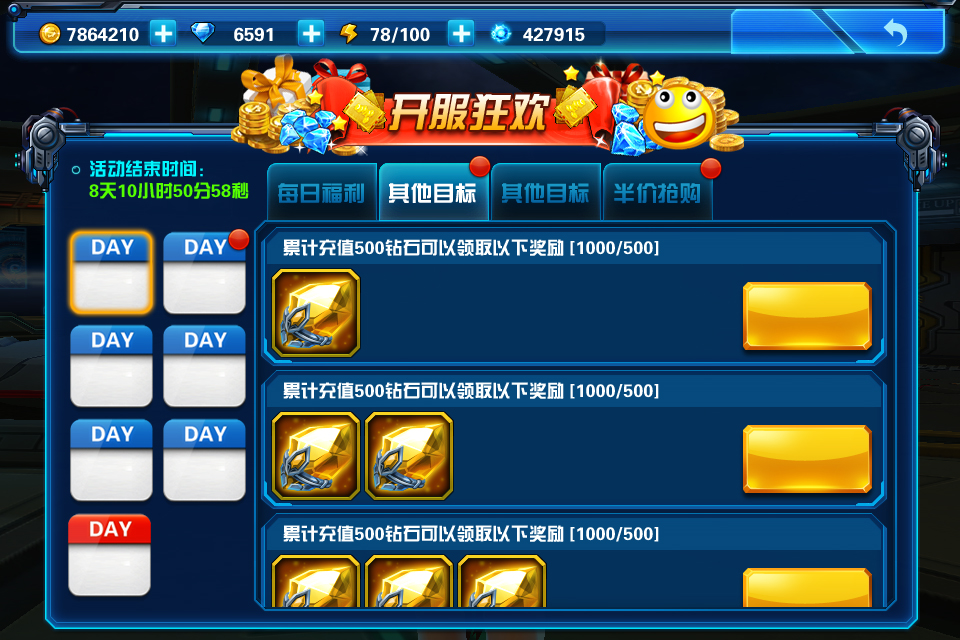 7864210
6591
78/100
427915
开服狂欢
活动结束时间：
8天10小时50分58秒
每日福利
其他目标
其他目标
半价抢购
DAY
DAY
DAY
DAY
DAY
DAY
DAY
累计充值500钻石可以领取以下奖励 [1000/500]
累计充值500钻石可以领取以下奖励 [1000/500]
累计充值500钻石可以领取以下奖励 [1000/500]